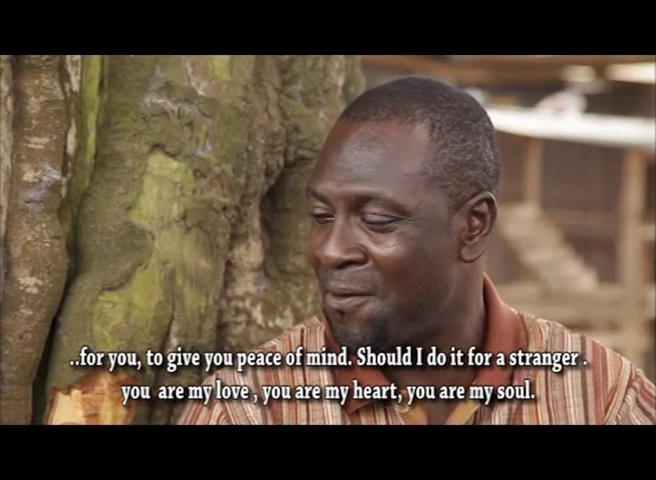 ..for you, to give you peace of mind. Should I do it for a stranger .
you are my love , you are my heart, you are my soul.